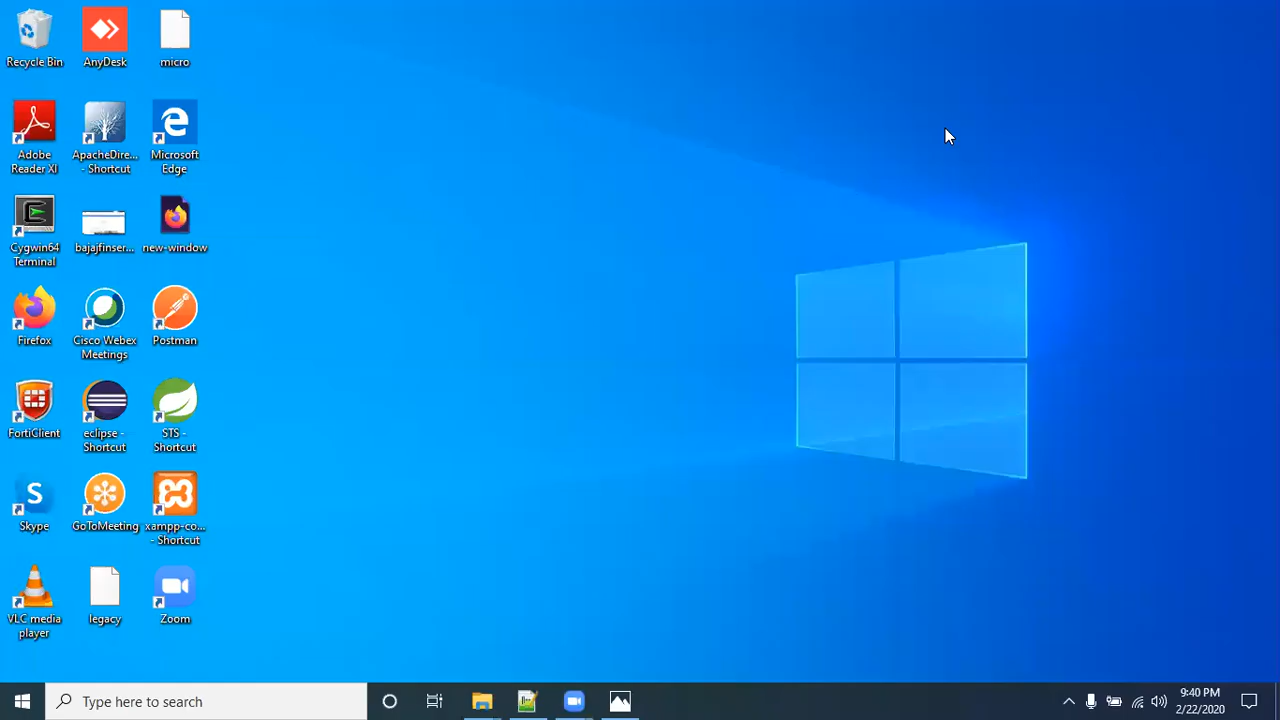 Recycle Bin
AnyDesk
micro
Adobe
Reader XI
ApacheDire...
- Shortcut
Microsoft
Edge
Cygwin64
Terminal
bajajfinser...
new-window
Firefox
Cisco Webex
Meetings
Postman
FortiClient
eclipse -
Shortcut
STS -
Shortcut
Skype
GoToMeeting
xampp-co...
- Shortcut
VLC media
player
legacy
Zoom
Type here to search
9:40 PM
2/22/2020